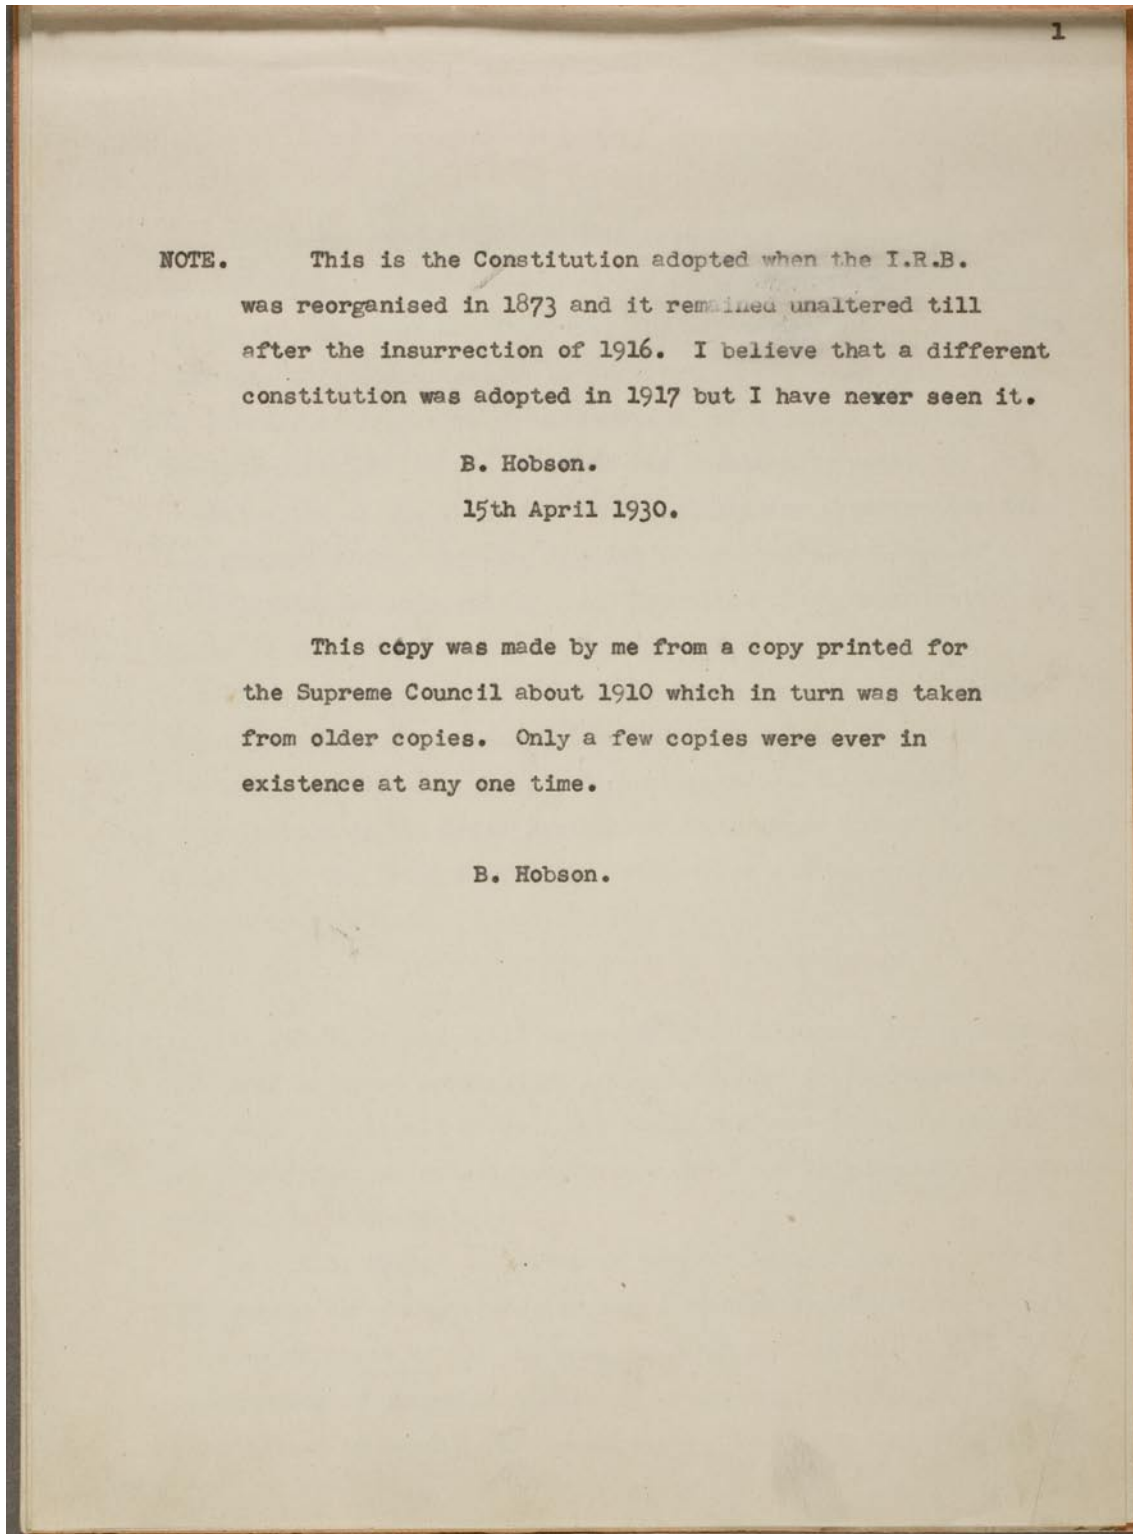 1
NOTE. This is the Constitution adopted when the I.R.B.
was reorganised in 1873 and it remained unaltered till
after the insurrection of 1916. I believe that a different
constitution was adopted in 1917 but I have never seen it.
B. Hobson.
15th April 1930.
This copy was made by me from a copy printed for
the Supreme Council about 1910 which in turn was taken
from older copies. Only a few copies were ever in
existence at any one time.
B. Hobson.